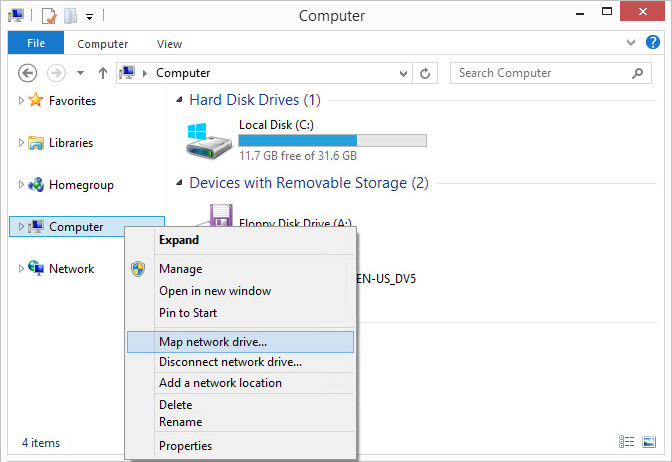 Computer
File
Computer
View
Computer
Search Computer
Favorites
Libraries
Homegroup
Computer
Network
Hard Disk Drives (1)
Local Disk (C:)
11.7 GB free of 31.6 GB
Devices with Removable Storage (2)
Floppy Disk Drive (A:)
EN-US_DV5
Expand
Manage
Open in new window
Pin to Start
Map network drive...
Disconnect network drive...
Add a network location
Delete
Rename
Properties
4 items